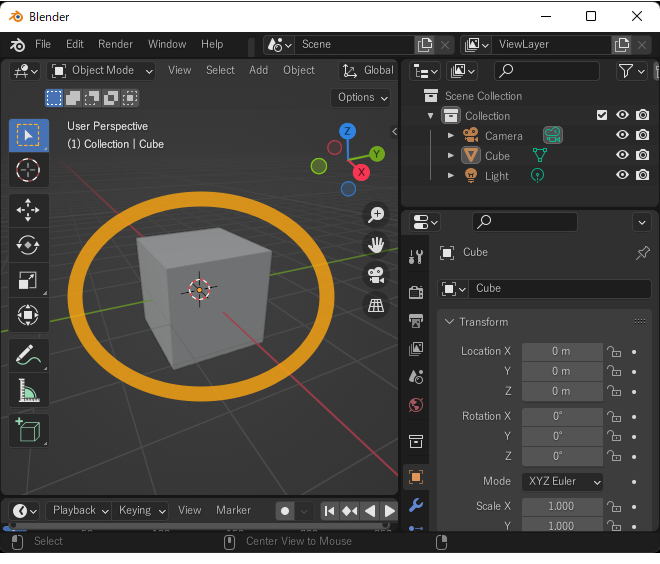 Blender
File Edit Render Window Help Scene ViewLayer
Object Mode View Select Add Object Global
Options
User Perspective
(1) Collection | Cube
Z
Y
X
Scene Collection
Collection
Camera
Cube
Light
Cube
Cube
Transform
Location X 0 m
Y 0 m
Z 0 m
Rotation X 0°
Y 0°
Z 0°
Mode XYZ Euler
Scale X 1.000
Y 1.000
Playback Keying View Marker
Select Center View to Mouse